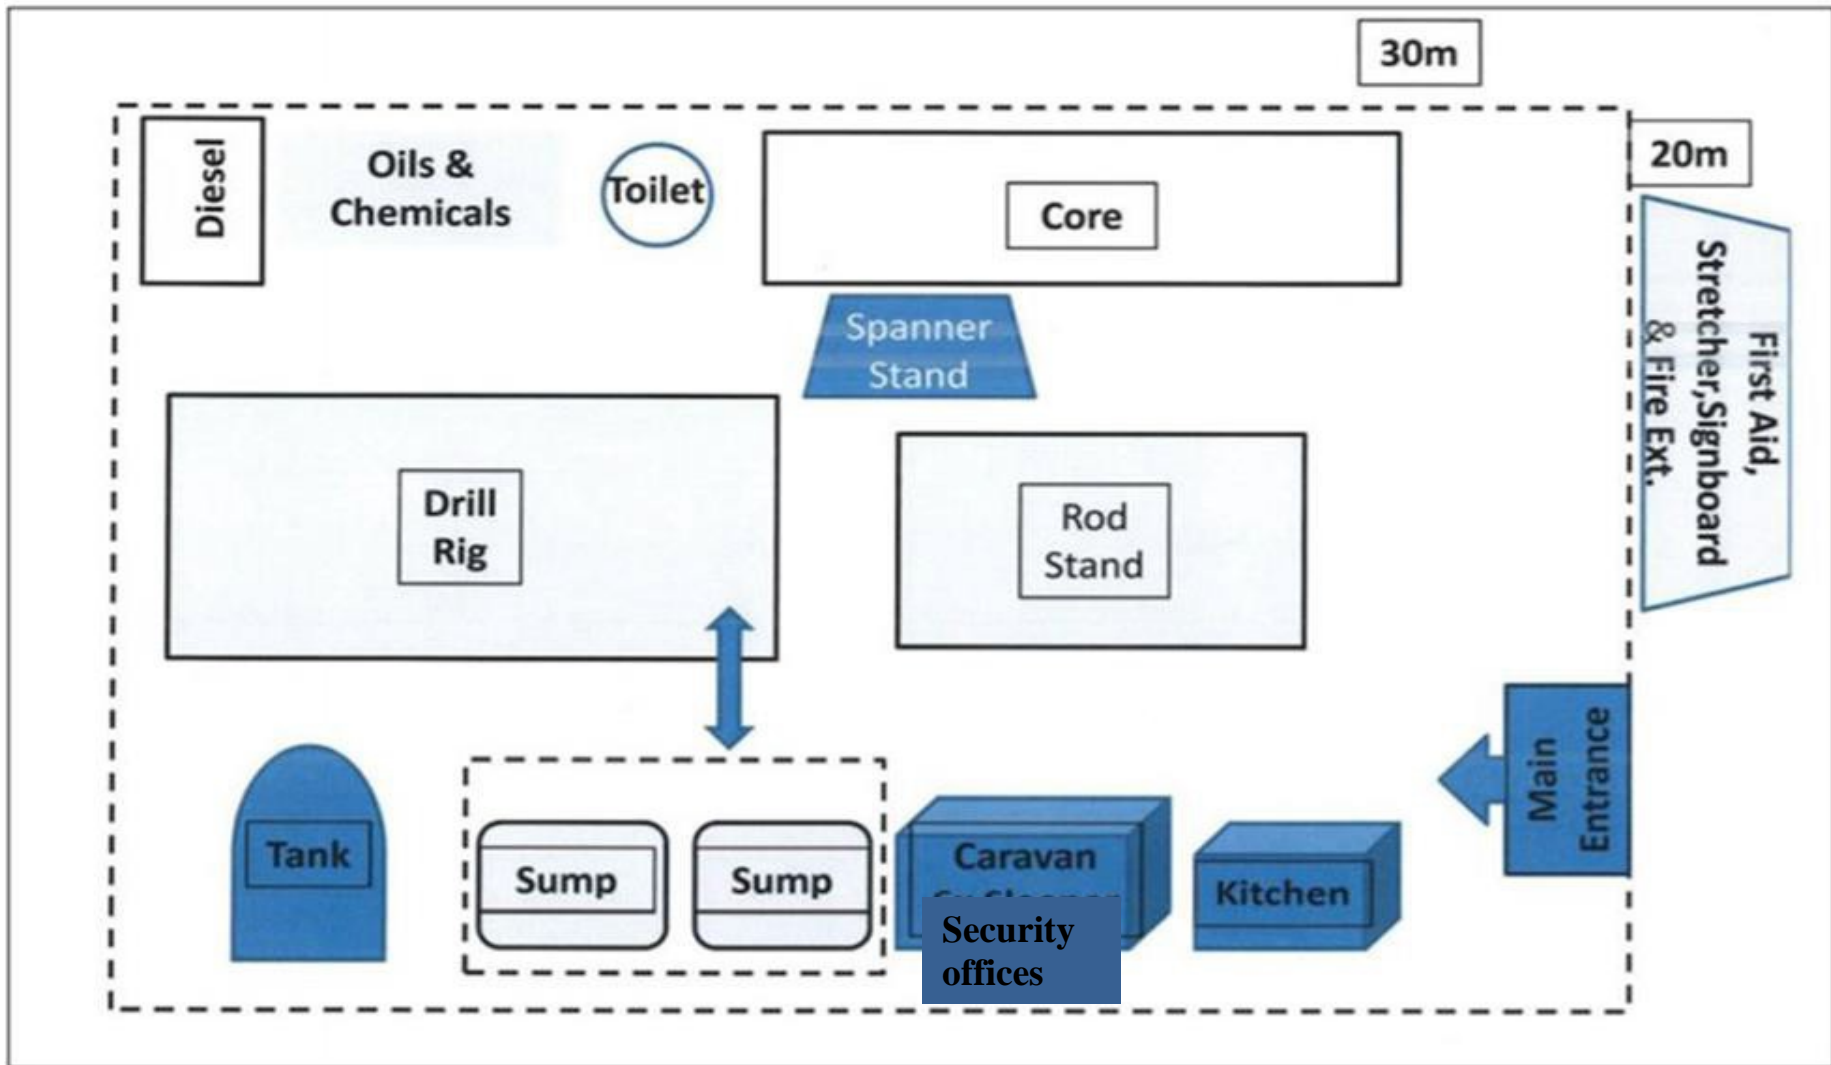 30m
20m
Diesel
Oils &
Chemicals
Toilet
Core
First Aid,
Stretcher,Signboard
& Fire Ext.
Spanner
Stand
Drill
Rig
Rod
Stand
Main
Entrance
Tank
Sump
Sump
Caravan
Security
offices
Kitchen